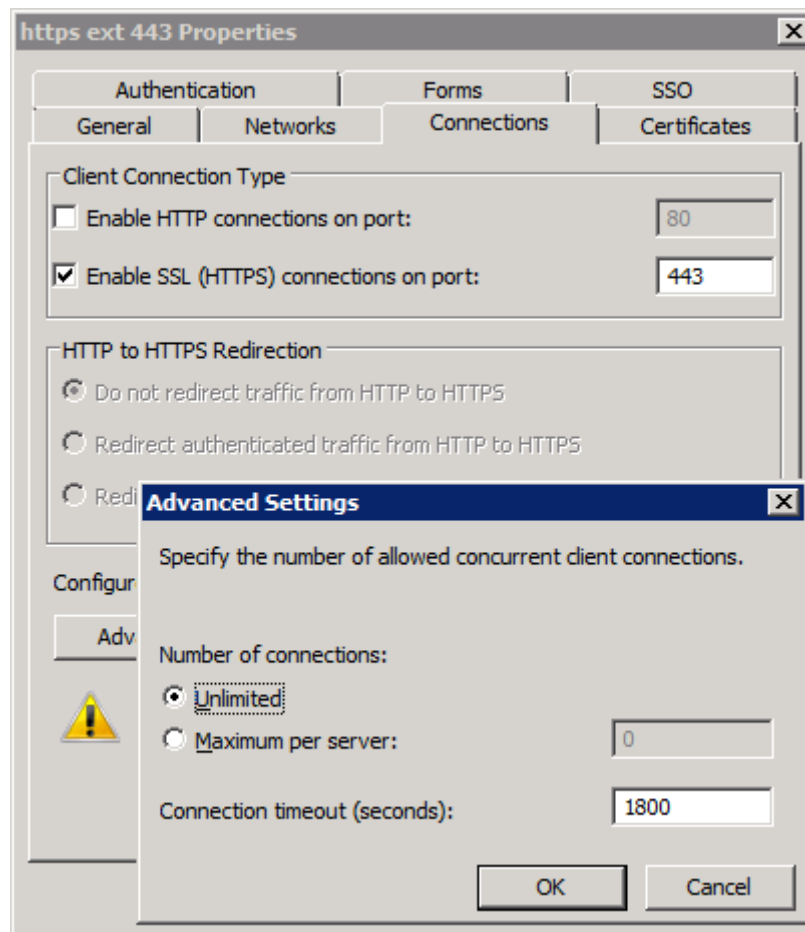 https ext 443 Properties
Authentication Forms SSO
General Networks Connections Certificates
Client Connection Type
Enable HTTP connections on port: 80
Enable SSL (HTTPS) connections on port: 443
HTTP to HTTPS Redirection
Do not redirect traffic from HTTP to HTTPS
Redirect authenticated traffic from HTTP to HTTPS
Advanced Settings
Specify the number of allowed concurrent client connections.
Number of connections:
Unlimited
Maximum per server: 0
Connection timeout (seconds): 1800
OK Cancel